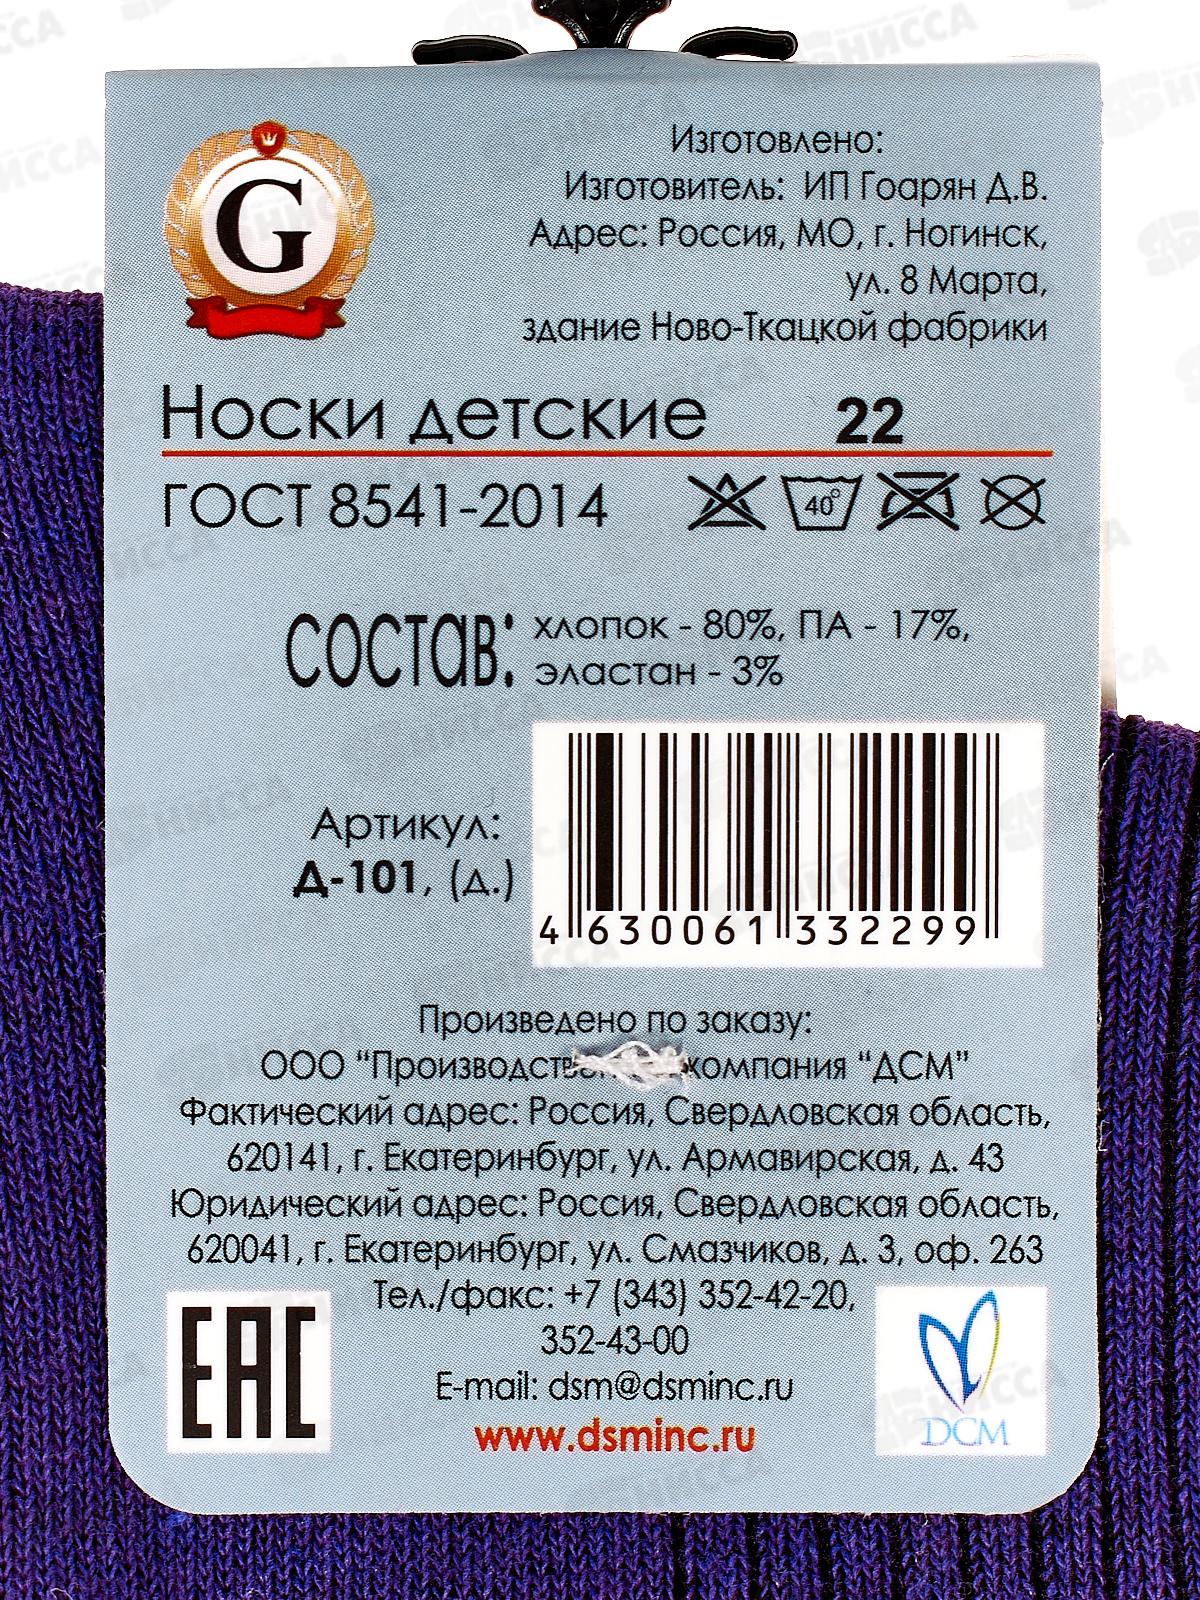 G
Изготовлено:
Изготовитель: ИП Гоарян Д.В.
Адрес: Россия, МО, г. Ногинск,
ул. 8 Марта,
здание Ново-Ткацкой фабрики
Носки детские 22
ГОСТ 8541-2014 40°
Состав: хлопок - 80%, ПА - 17%,
эластан - 3%
Артикул:
Д-101, (д.)
4 630061 332299
Произведено по заказу:
ООО “ компания “ДСМ”
Фактический адрес: Россия, Свердловская область,
620141, г. Екатеринбург, ул. Армавирская, д. 43
Юридический адрес: Россия, Свердловская область,
620041, г. Екатеринбург, ул. Смазчиков, д. 3, оф. 263
Тел./факс: +7 (343) 352-42-20,
352-43-00
E-mail: dsm@dsminc.ru
www.dsminc.ru
ЕАС
DCM